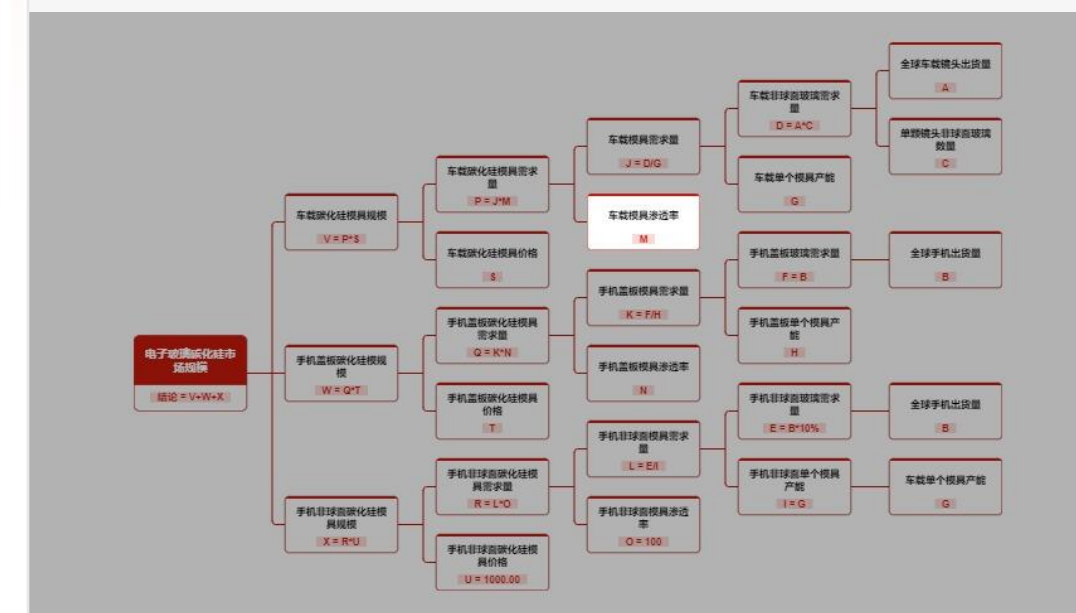 电子玻璃碳化硅市
场规模
结论 = V+W+X
车载碳化硅模具规模
V = P*S
车载碳化硅模具需求
量
P = J*M
车载模具需求量
J = D/G
车载非球面玻璃需求
量
D = A*C
全球车载镜头出货量
A
单颗镜头非球面玻璃
数量
C
车载单个模具产能
G
车载模具渗透率
M
车载碳化硅模具价格
S
手机盖板碳化硅模规
模
W = Q*T
手机盖板碳化硅模具
需求量
Q = K*N
手机盖板模具需求量
K = F/H
手机盖板玻璃需求量
F = B
全球手机出货量
B
手机盖板单个模具产
能
H
手机盖板模具渗透率
N
手机盖板碳化硅模具
价格
T
手机非球面碳化硅模
具规模
X = R*U
手机非球面碳化硅模
具需求量
R = L*O
手机非球面模具需求
量
L = E/I
手机非球面玻璃需求
量
E = B*10%
全球手机出货量
B
手机非球面单个模具
产能
I = G
车载单个模具产能
G
手机非球面模具渗透
率
O = 100
手机非球面碳化硅模
具价格
U = 1000.00